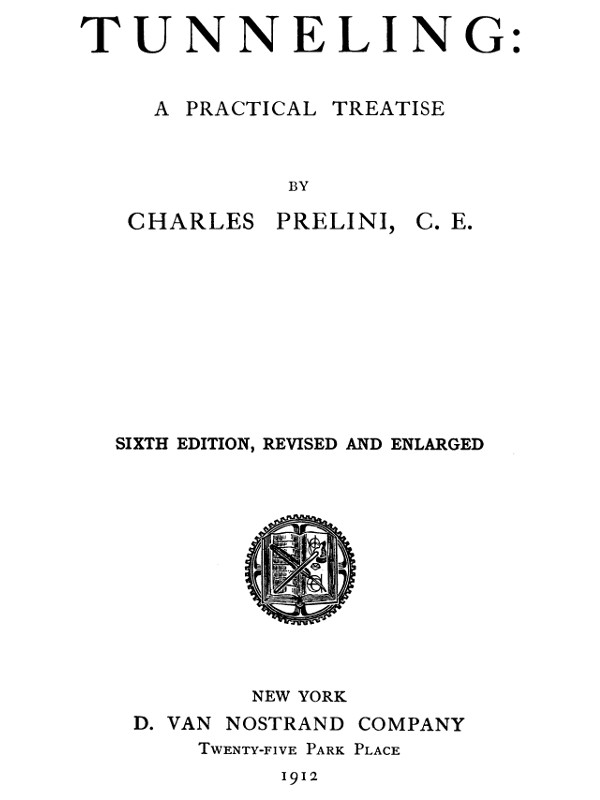 TUNNELING:
A PRACTICAL TREATISE
BY
CHARLES PRELINI, C. E.
SIXTH EDITION, REVISED AND ENLARGED
NEW YORK
D. VAN NOSTRAND COMPANY
TWENTY-FIVE PARK PLACE
1912